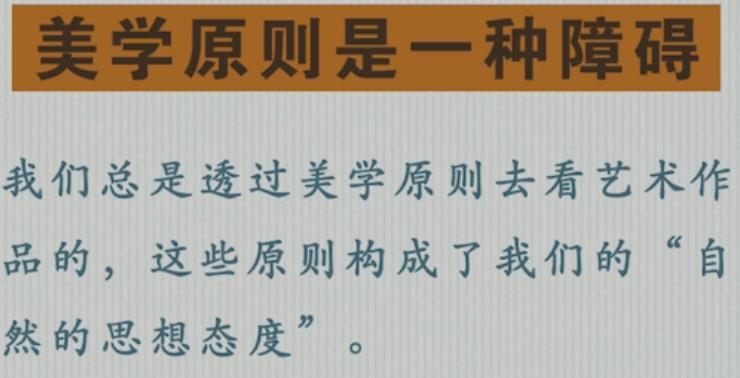 美学原则是一种障碍
我们总是透过美学原则去看艺术作
品的，这些原则构成了我们的“自
然的思想态度”。